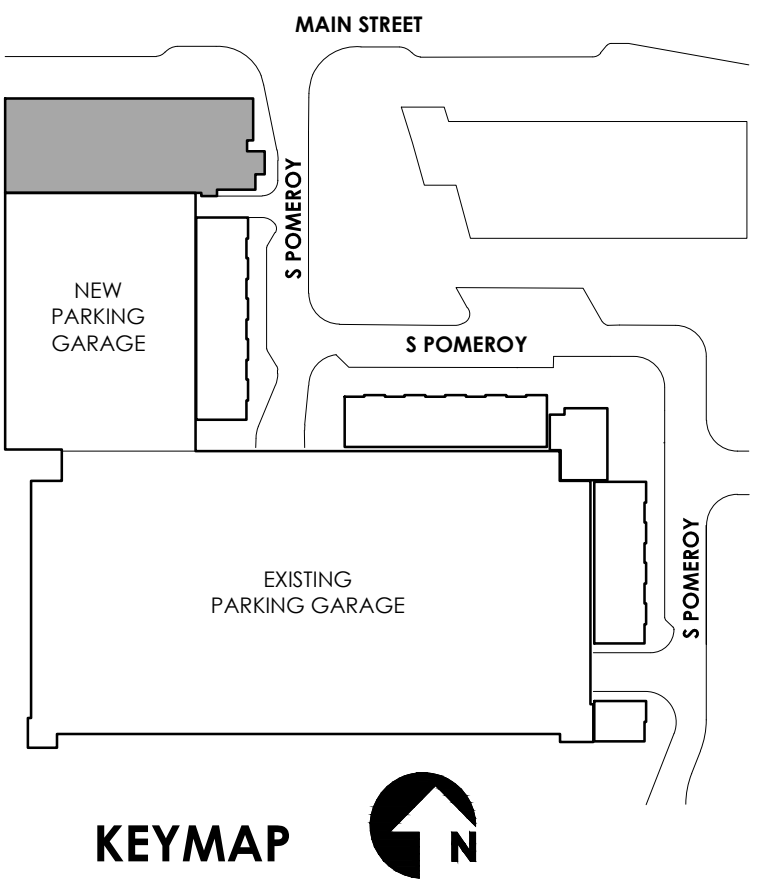 MAIN STREET
S POMEROY
NEW
PARKING
GARAGE
S POMEROY
EXISTING
PARKING GARAGE
S POMEROY
KEYMAP
N